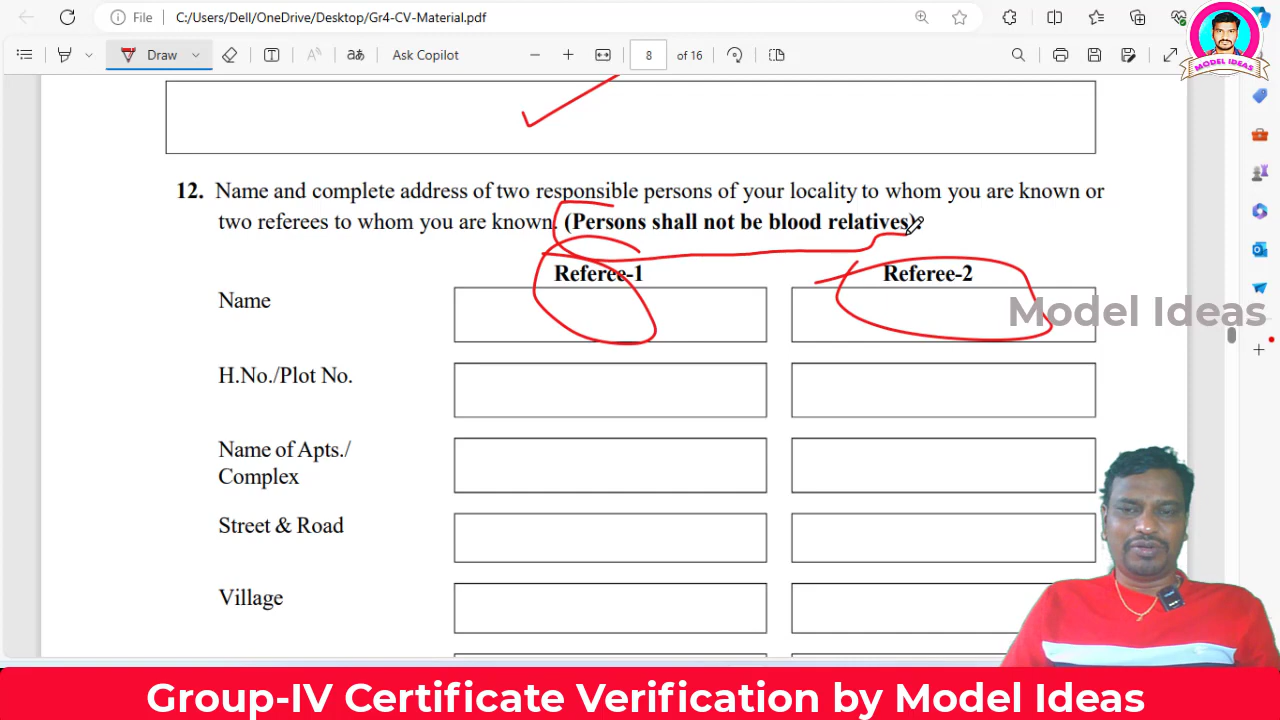 File
C:/Users/Dell/OneDrive/Desktop/Gr4-CV-Material.pdf
MODEL IDEAS
Draw
aあ
Ask Copilot
8 of 16
12. Name and complete address of two responsible persons of your locality to whom you are known or
two referees to whom you are known. (Persons shall not be blood relatives).
Referee-1 Referee-2
Name
Model Ideas
H.No./Plot No.
Name of Apts./
Complex
Street & Road
Village
Group-IV Certificate Verification by Model Ideas